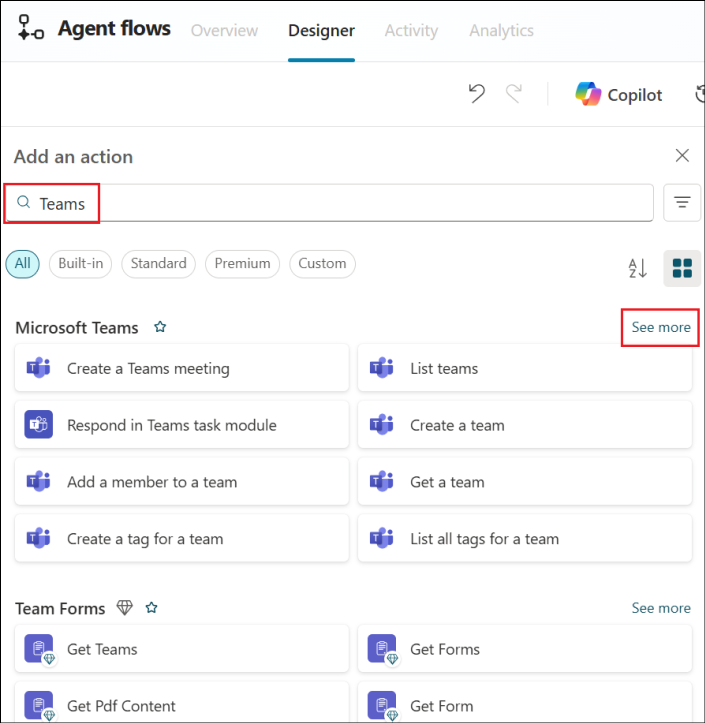 Agent flows Overview Designer Activity Analytics
Copilot
Add an action
Teams
All Built-in Standard Premium Custom
Microsoft Teams See more
Create a Teams meeting List teams
Respond in Teams task module Create a team
Add a member to a team Get a team
Create a tag for a team List all tags for a team
Team Forms See more
Get Teams Get Forms
Get Pdf Content Get Form